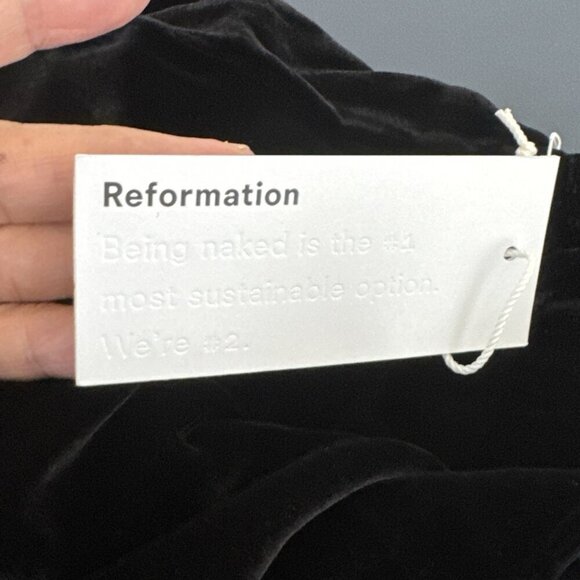 Reformation
Being naked is the #1
most sustainable option.
We're #2.